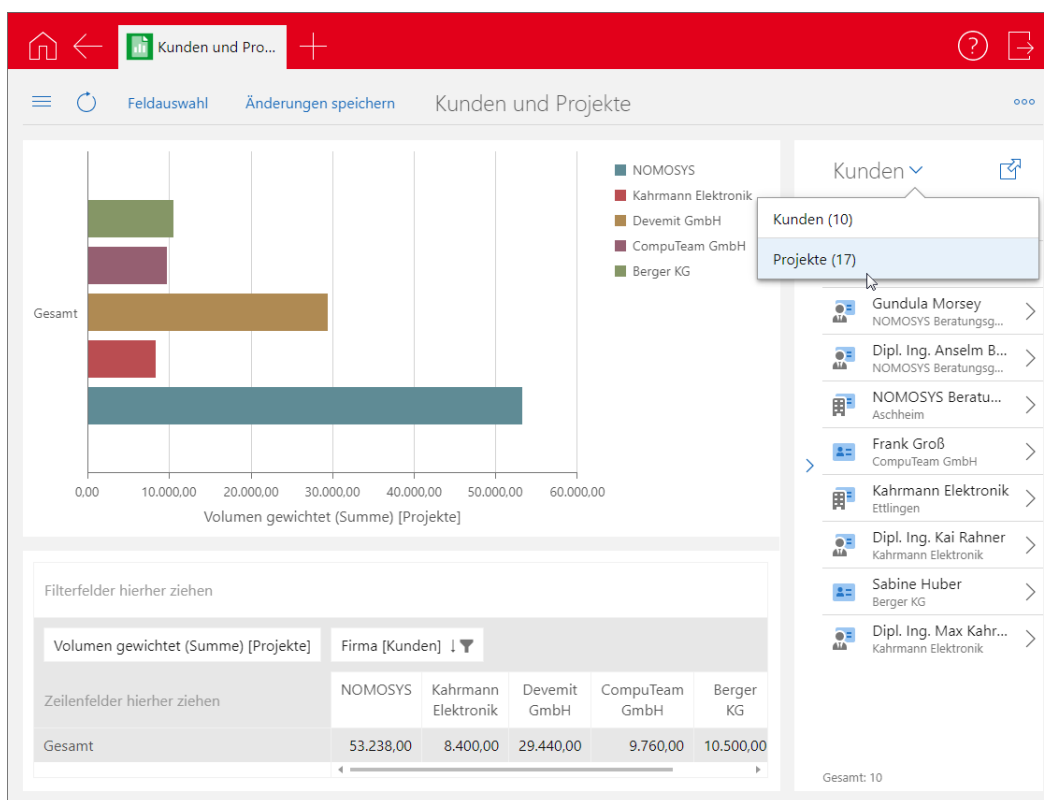 Kunden und Pro...
?
Feldauswahl
Änderungen speichern
Kunden und Projekte
NOMOSYS
Kahrmann Elektronik
Devemit GmbH
CompuTeam GmbH
Berger KG
Gesamt
0,00
10.000,00
20.000,00
30.000,00
40.000,00
50.000,00
60.000,00
Volumen gewichtet (Summe) [Projekte]
Filterfelder hierher ziehen
Volumen gewichtet (Summe) [Projekte]
Firma [Kunden]
Zeilenfelder hierher ziehen
NOMOSYS
Kahrmann
Elektronik
Devemit
GmbH
CompuTeam
GmbH
Berger
KG
Gesamt
53.238,00
8.400,00
29.440,00
9.760,00
10.500,00
Kunden
Kunden (10)
Projekte (17)
Gundula Morsey
NOMOSYS Beratungsg...
Dipl. Ing. Anselm B...
NOMOSYS Beratungsg...
NOMOSYS Beratu...
Aschheim
Frank Groß
CompuTeam GmbH
Kahrmann Elektronik
Ettlingen
Dipl. Ing. Kai Rahner
Kahrmann Elektronik
Sabine Huber
Berger KG
Dipl. Ing. Max Kahr...
Kahrmann Elektronik
Gesamt: 10